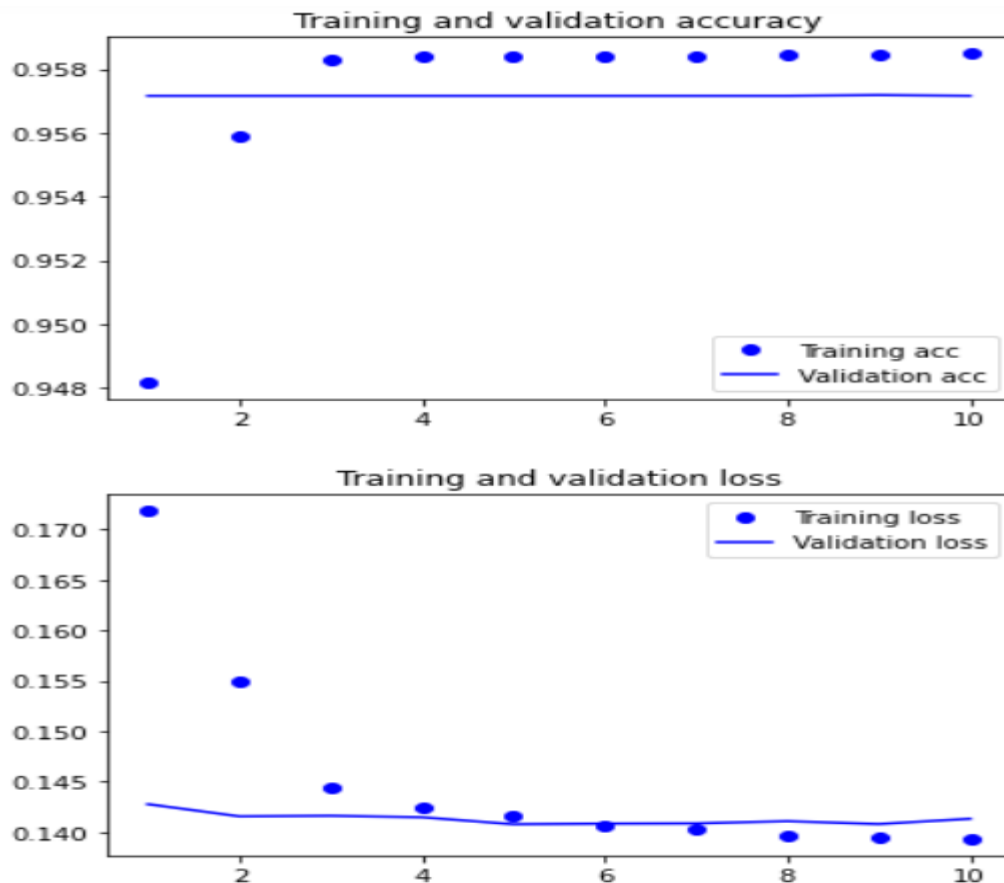 Training and validation accuracy
0.958
0.956
0.954
0.952
0.950
0.948
Training acc
Validation acc
2 4 6 8 10
Training and validation loss
0.170
0.165
0.160
0.155
0.150
0.145
0.140
Training loss
Validation loss
2 4 6 8 10